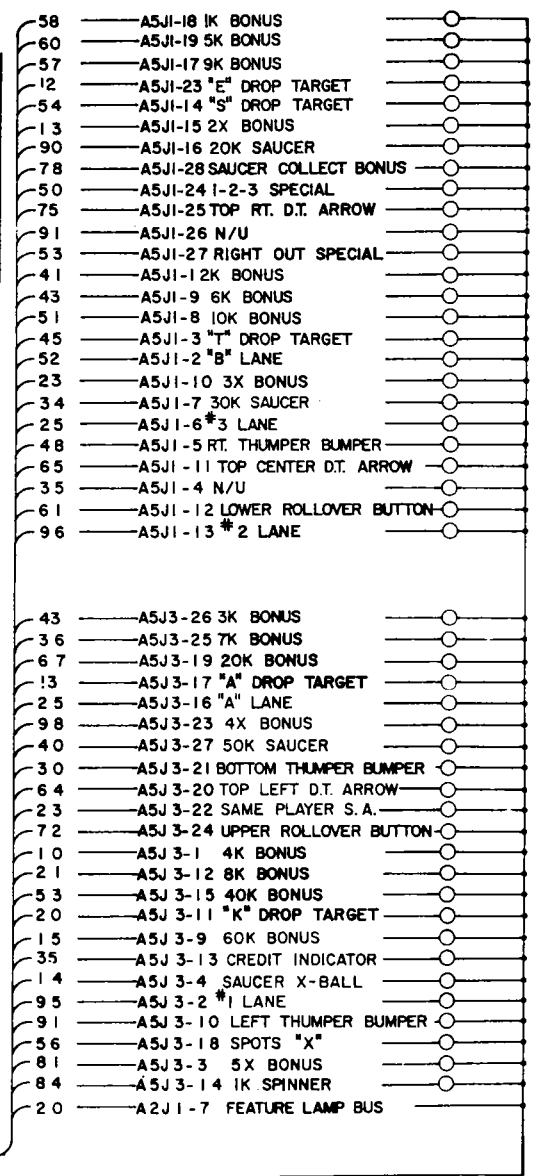 58 A5J1-18 1K BONUS
60 A5J1-19 5K BONUS
57 A5J1-17 9K BONUS
12 A5J1-23 "E" DROP TARGET
54 A5J1-14 "S" DROP TARGET
13 A5J1-15 2X BONUS
90 A5J1-16 20K SAUCER
78 A5J1-28 SAUCER COLLECT BONUS
50 A5J1-24 1-2-3 SPECIAL
75 A5J1-25 TOP RT. D.T. ARROW
91 A5J1-26 N/U
53 A5J1-27 RIGHT OUT SPECIAL
41 A5J1-1 2K BONUS
43 A5J1-9 6K BONUS
51 A5J1-8 10K BONUS
45 A5J1-3 "T" DROP TARGET
52 A5J1-2 "B" LANE
23 A5J1-10 3X BONUS
34 A5J1-7 30K SAUCER
25 A5J1-6 #3 LANE
48 A5J1-5 RT. THUMPER BUMPER
65 A5J1-11 TOP CENTER D.T. ARROW
35 A5J1-4 N/U
61 A5J1-12 LOWER ROLLOVER BUTTON
96 A5J1-13 #2 LANE
43 A5J3-26 3K BONUS
36 A5J3-25 7K BONUS
67 A5J3-19 20K BONUS
13 A5J3-17 "A" DROP TARGET
25 A5J3-16 "A" LANE
98 A5J3-23 4X BONUS
40 A5J3-27 50K SAUCER
30 A5J3-21 BOTTOM THUMPER BUMPER
64 A5J3-20 TOP LEFT D.T. ARROW
23 A5J3-22 SAME PLAYER S.A.
72 A5J3-24 UPPER ROLLOVER BUTTON
10 A5J3-1 4K BONUS
21 A5J3-12 8K BONUS
53 A5J3-15 40K BONUS
20 A5J3-11 "K" DROP TARGET
15 A5J3-9 60K BONUS
35 A5J3-13 CREDIT INDICATOR
14 A5J3-4 SAUCER X-BALL
95 A5J3-2 #1 LANE
91 A5J3-10 LEFT THUMPER BUMPER
56 A5J3-18 SPOTS "X"
81 A5J3-3 5X BONUS
84 A5J3-14 1K SPINNER
20 A2J1-7 FEATURE LAMP BUS